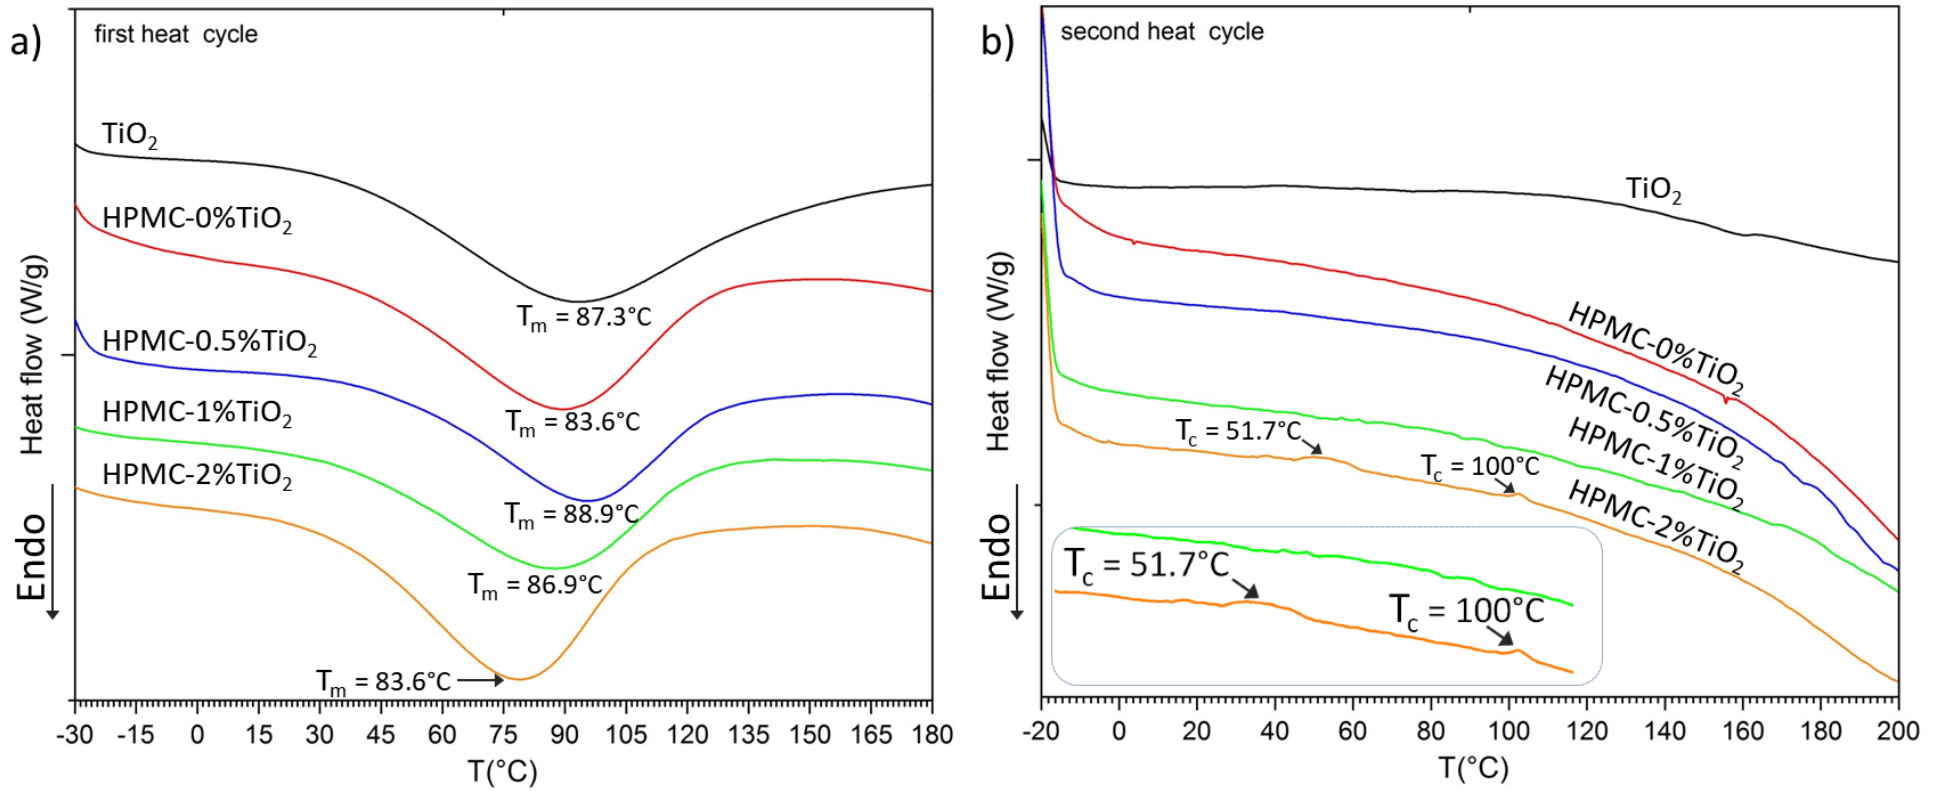 a)
first heat cycle
TiO2
HPMC-0%TiO2
HPMC-0.5%TiO2
HPMC-1%TiO2
HPMC-2%TiO2
Tm = 87.3°C
Tm = 83.6°C
Tm = 88.9°C
Tm = 86.9°C
Tm = 83.6°C
Heat flow (W/g)
Endo
-30 -15 0 15 30 45 60 75 90 105 120 135 150 165 180
T(°C)
b)
second heat cycle
TiO2
HPMC-0%TiO2
HPMC-0.5%TiO2
HPMC-1%TiO2
HPMC-2%TiO2
Tc = 51.7°C
Tc = 100°C
Tc = 51.7°C
Tc = 100°C
Heat flow (W/g)
Endo
-20 0 20 40 60 80 100 120 140 160 180 200
T(°C)